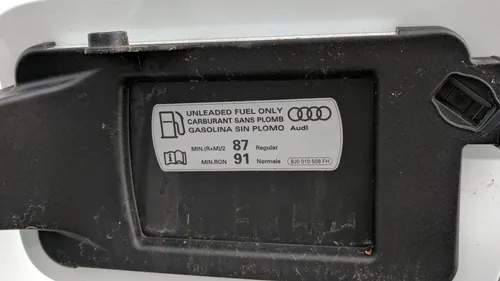 UNLEADED FUEL ONLY
CARBURANT SANS PLOMB
GASOLINA SIN PLOMO Audi
MIN.(R+M)/2 87 Regular
MIN.RON 91 Normale
8J0 010 508 FH